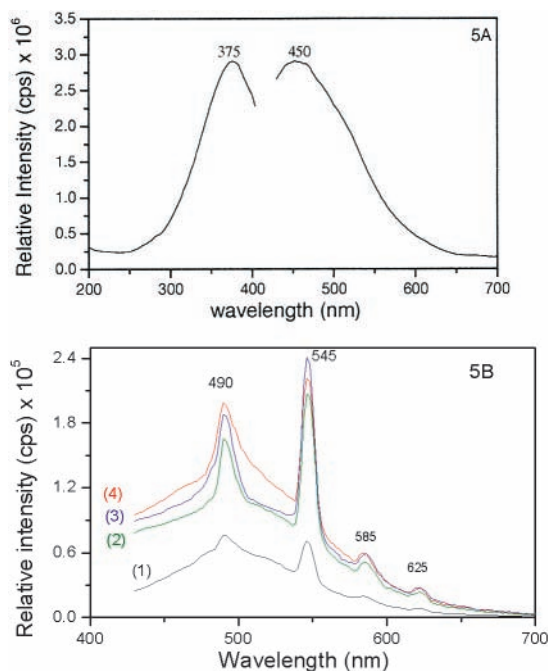 5A
375 450
Relative Intensity (cps) x 10⁶
3.5
3.0
2.5
2.0
1.5
1.0
0.5
0.0
200 300 400 500 600 700
wavelength (nm)
5B
545
490
585
625
(4)
(3)
(2)
(1)
Relative intensity (cps) x 10⁵
2.4
1.8
1.2
0.6
0.0
400 500 600 700
Wavelength (nm)